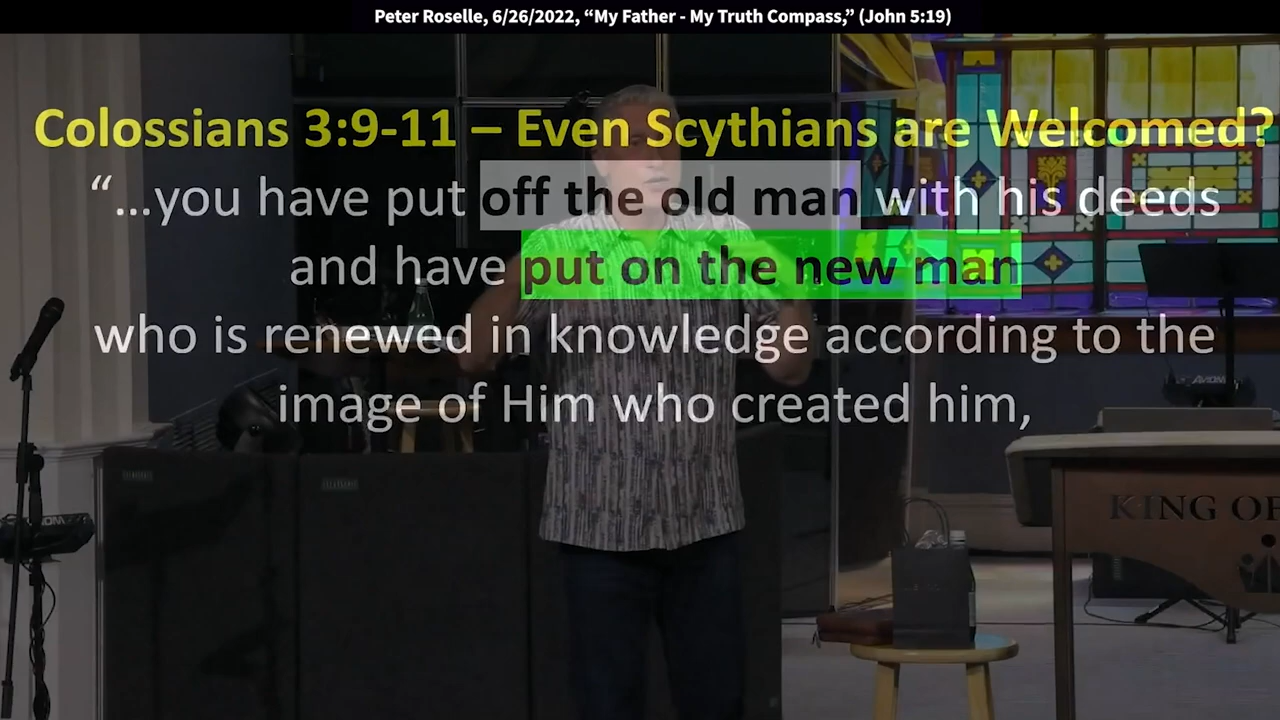 Peter Roselle, 6/26/2022, “My Father - My Truth Compass,” (John 5:19)
Colossians 3:9-11 – Even Scythians are Welcomed?
“...you have put off the old man with his deeds
and have put on the new man
who is renewed in knowledge according to the
image of Him who created him,
KING OF